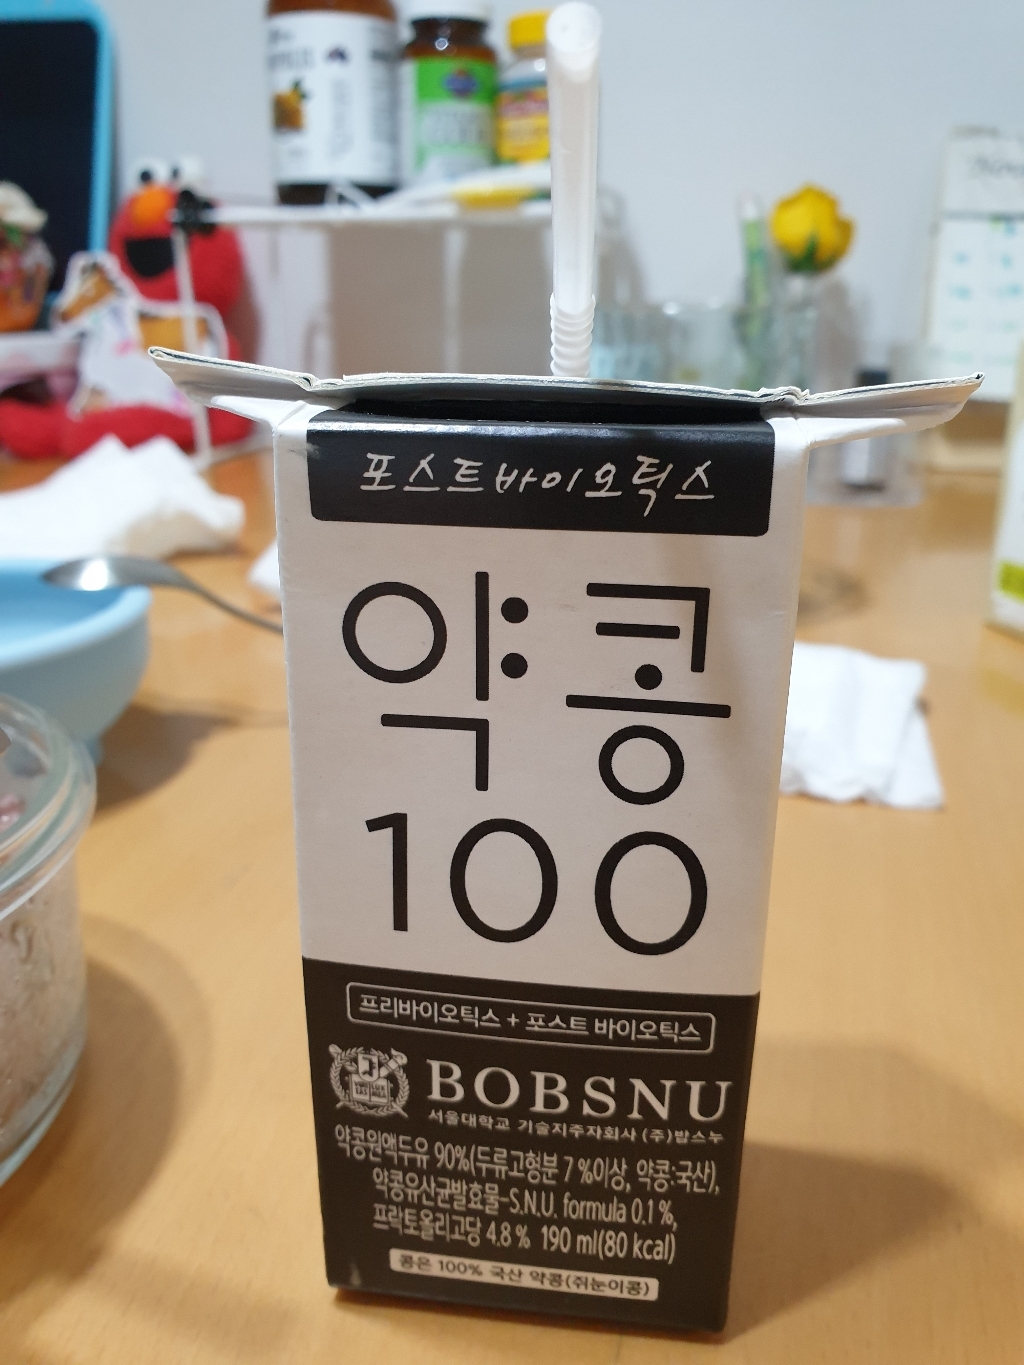 포스트바이오틱스
약콩
100
프리바이오틱스 + 포스트 바이오틱스
BOBSNU
서울대학교 기술지주자회사 (주)밥스누
약콩원액두유 90%(두류고형분 7%이상, 약콩:국산),
약콩유산균발효물-S.N.U. formula 0.1%,
프락토올리고당 4.8% 190 ml(80 kcal)
콩은 100% 국산 약콩(쥐눈이콩)